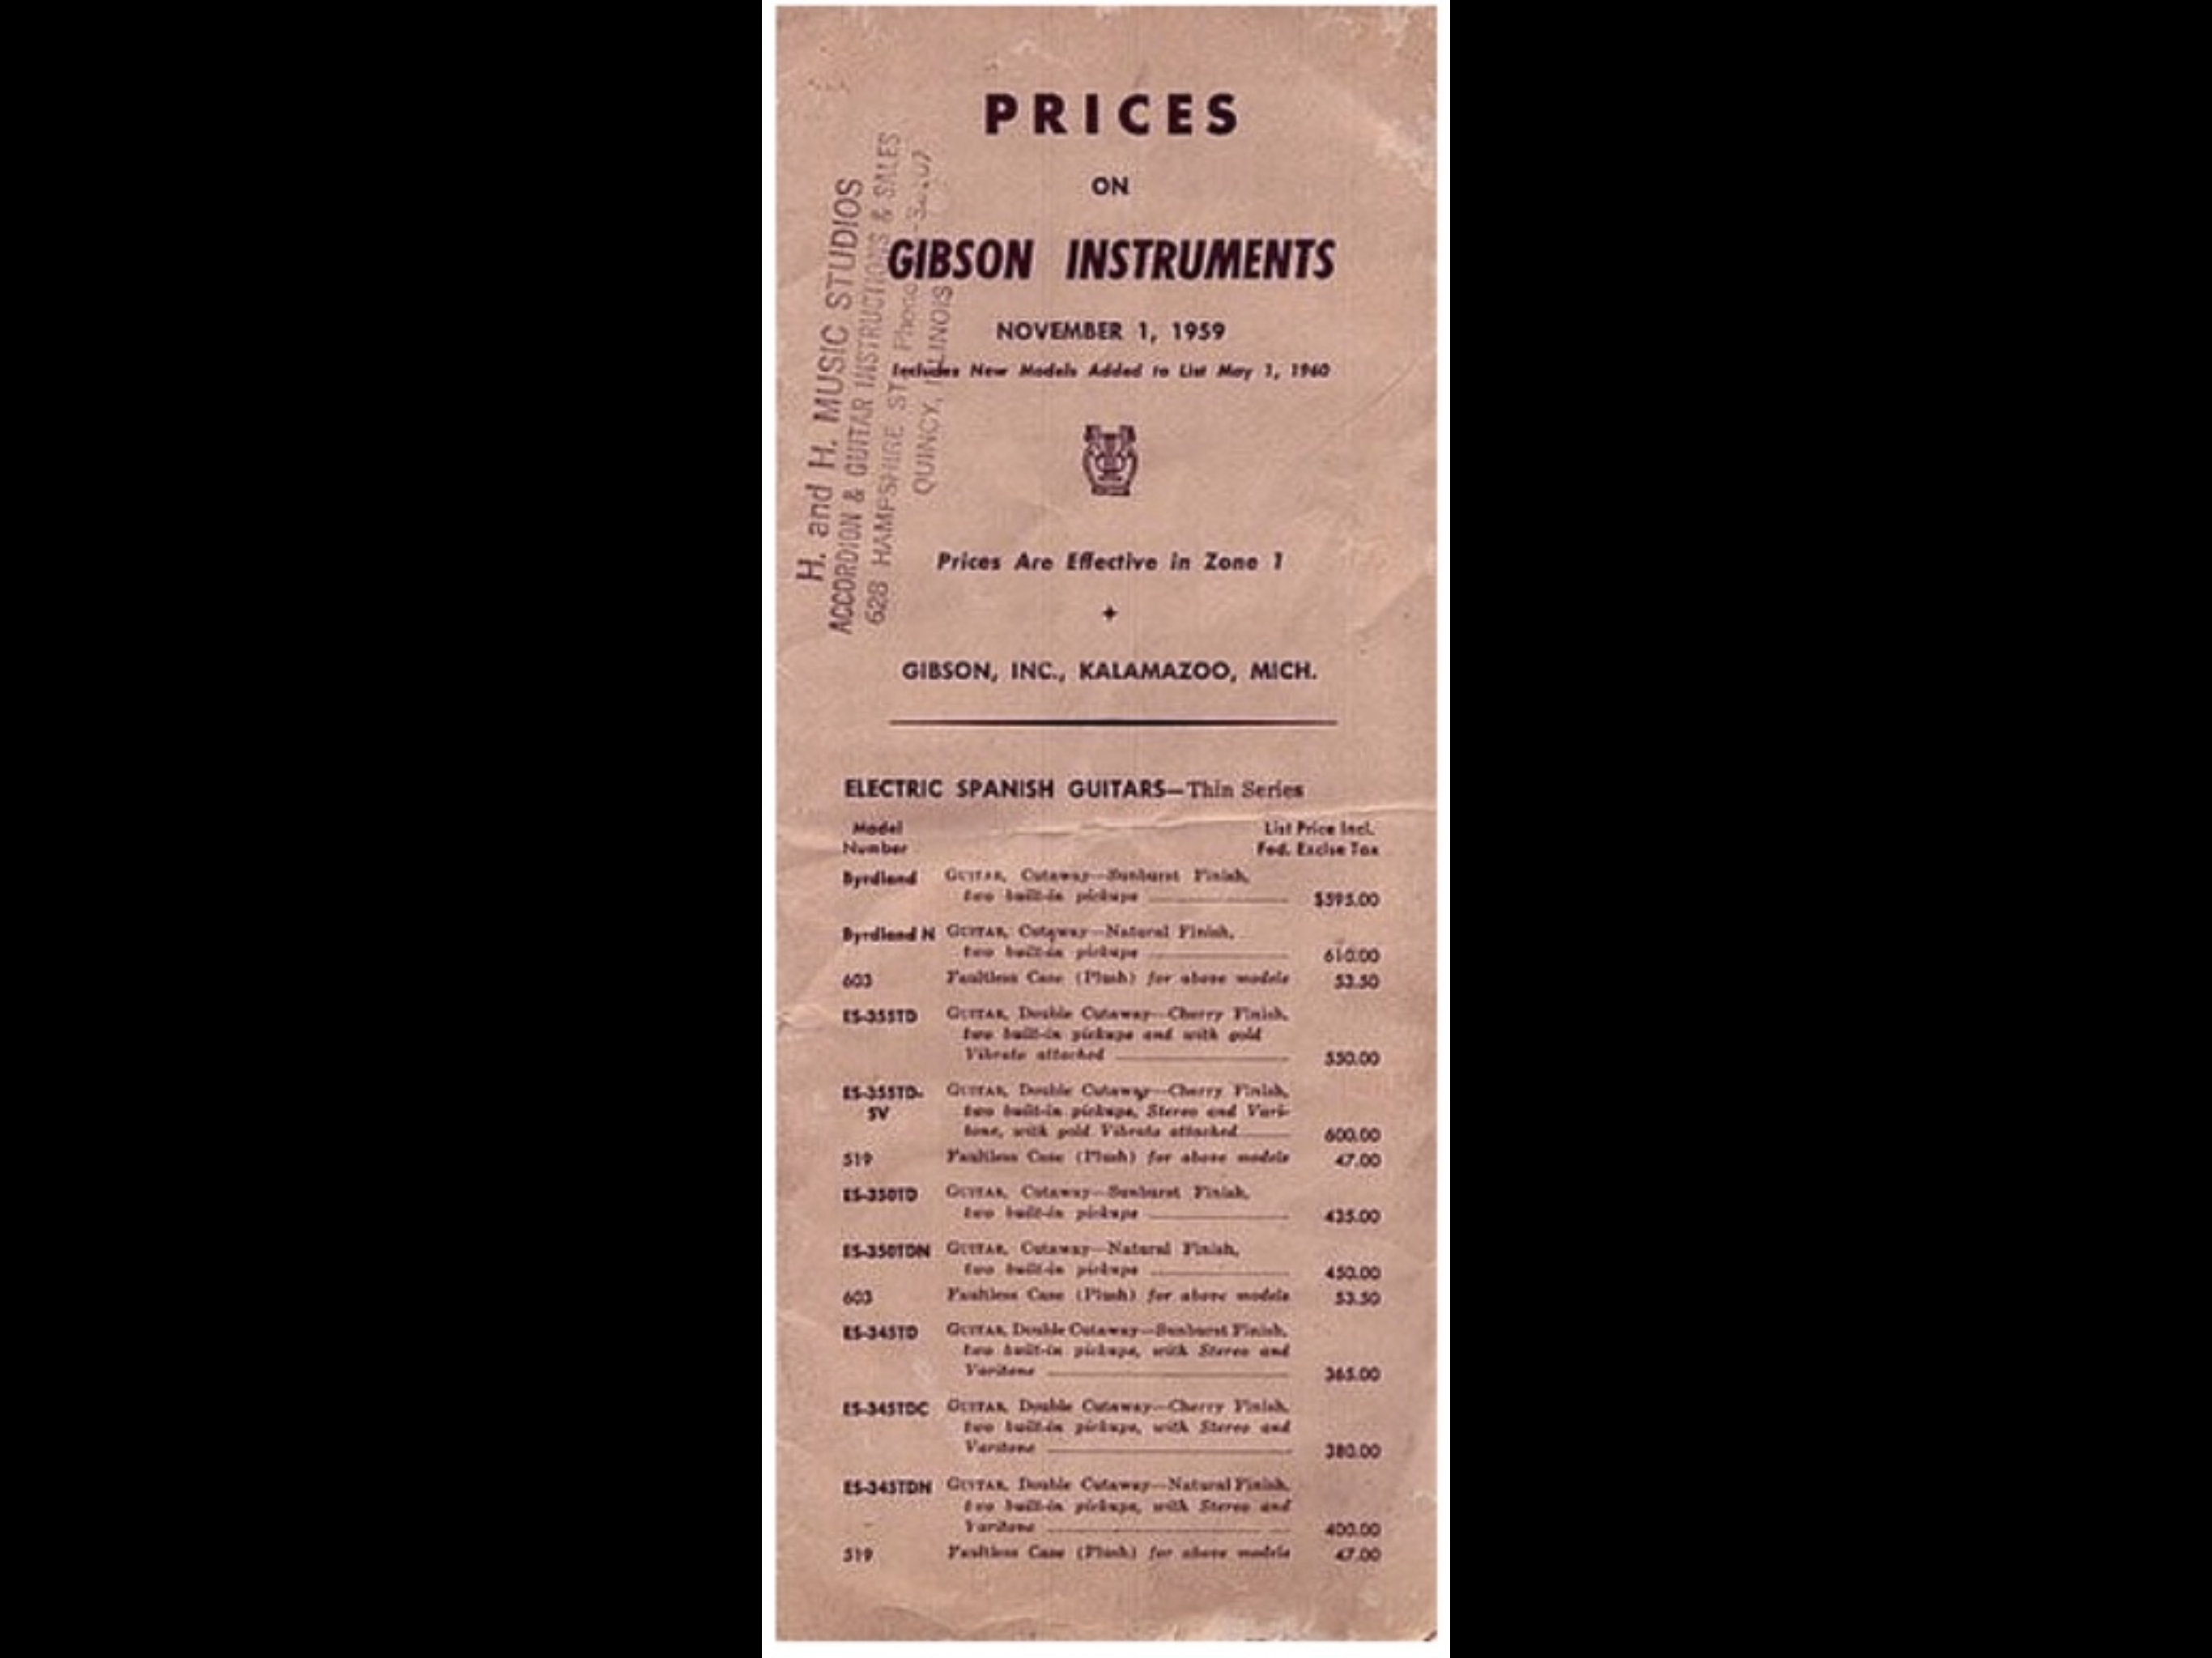 PRICES
ON
GIBSON INSTRUMENTS
NOVEMBER 1, 1959
Includes New Models Added to List May 1, 1960
H. and H. MUSIC STUDIOS
ACCORDION & GUITAR INSTRUCTIONS & SALES
628 HAMPSHIRE ST. Phone
QUINCY, ILLINOIS
Prices Are Effective in Zone 1
GIBSON, INC., KALAMAZOO, MICH.
ELECTRIC SPANISH GUITARS—Thin Series
Model List Price Incl.
Number Fed. Excise Tax
Byrdland GUITAR, Cutaway—Sunburst Finish,
two built-in pickups $595.00
Byrdland N GUITAR, Cutaway—Natural Finish,
two built-in pickups 610.00
603 Faultless Case (Plush) for above models 53.50
ES-355TD GUITAR, Double Cutaway—Cherry Finish,
two built-in pickups and with gold
Vibrato attached 550.00
ES-355TD- GUITAR, Double Cutaway—Cherry Finish,
SV two built-in pickups, Stereo and Vari-
tone, with gold Vibrato attached 600.00
519 Faultless Case (Plush) for above models 47.00
ES-350TD GUITAR, Cutaway—Sunburst Finish,
two built-in pickups 435.00
ES-350TDN GUITAR, Cutaway—Natural Finish,
two built-in pickups 450.00
603 Faultless Case (Plush) for above models 53.50
ES-345TD GUITAR, Double Cutaway—Sunburst Finish,
two built-in pickups, with Stereo and
Varitone 365.00
ES-345TDC GUITAR, Double Cutaway—Cherry Finish,
two built-in pickups, with Stereo and
Varitone 380.00
ES-345TDN GUITAR, Double Cutaway—Natural Finish,
two built-in pickups, with Stereo and
Varitone 400.00
519 Faultless Case (Plush) for above models 47.00